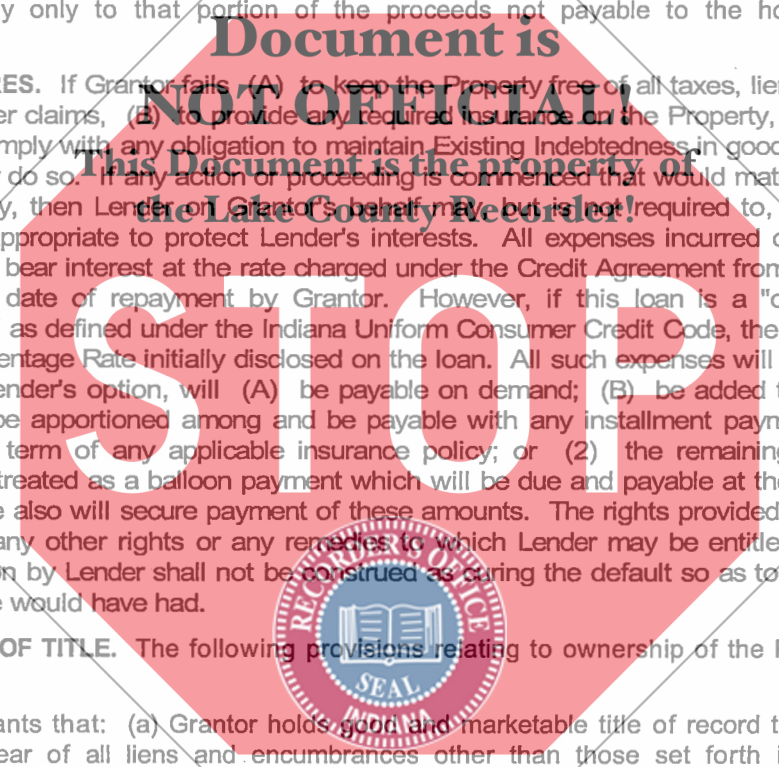 y only to that portion of the proceeds not payable to the ho
Document is
RES. If Grantor fails (A) to keep the Property free of all taxes, lien
NOT OFFICIAL!
er claims, (B) to provide any required insurance on the Property,
mply with any obligation to maintain Existing Indebtedness in good
This Document is the property of
do so. If any action or proceeding is commenced that would mat
y, then Lender on Grantor's behalf may, but is not required to,
the Lake County Recorder!
ppropriate to protect Lender's interests. All expenses incurred o
bear interest at the rate charged under the Credit Agreement from
date of repayment by Grantor. However, if this loan is a "c
as defined under the Indiana Uniform Consumer Credit Code, the
entage Rate initially disclosed on the loan. All such expenses will
ender's option, will (A) be payable on demand; (B) be added t
be apportioned among and be payable with any installment paym
term of any applicable insurance policy; or (2) the remaining
treated as a balloon payment which will be due and payable at the
e also will secure payment of these amounts. The rights provided
any other rights or any remedies to which Lender may be entitle
n by Lender shall not be construed as curing the default so as to
e would have had.
STOP
OF TITLE. The following provisions relating to ownership of the
RECORDER'S OFFICE
SEAL
INDIANA
ants that: (a) Grantor holds good and marketable title of record t
ear of all liens and encumbrances other than those set forth i